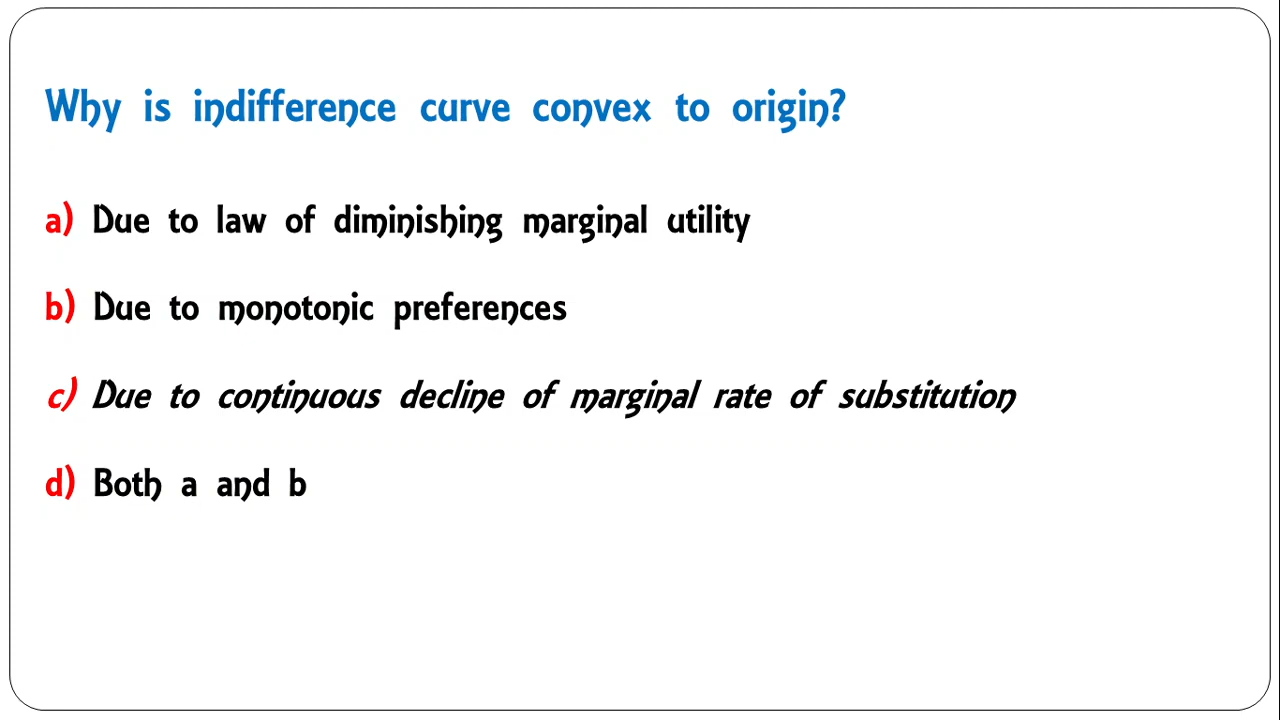 Why is indifference curve convex to origin?
a) Due to law of diminishing marginal utility
b) Due to monotonic preferences
c) Due to continuous decline of marginal rate of substitution
d) Both a and b